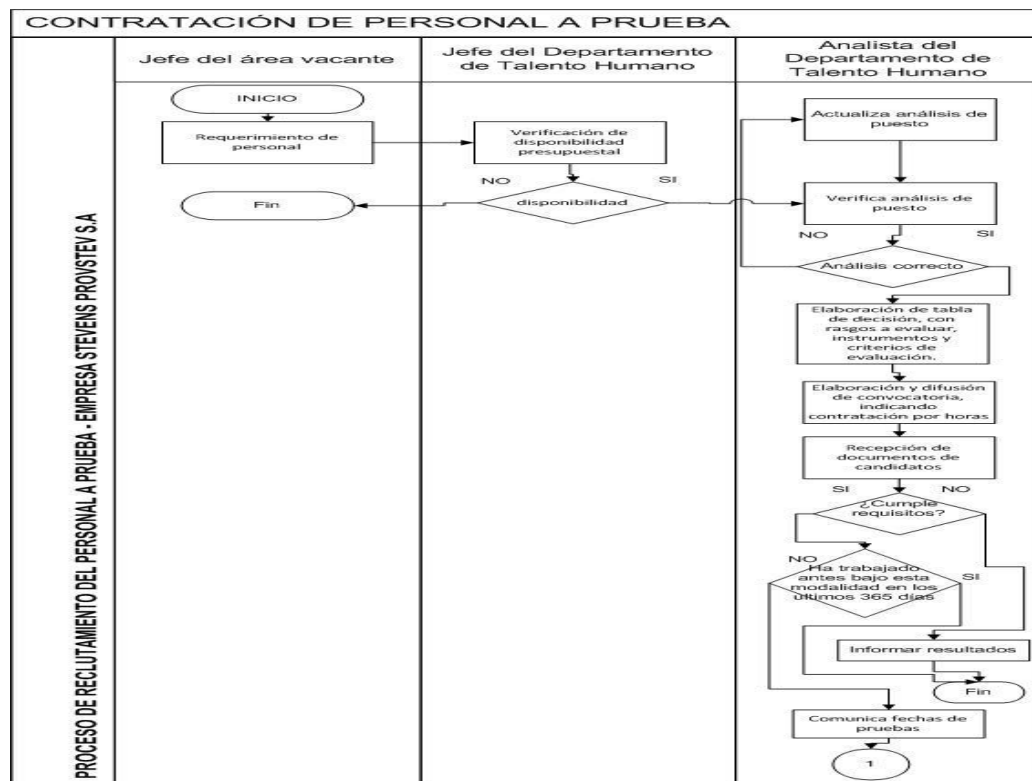 CONTRATACIÓN DE PERSONAL A PRUEBA
PROCESO DE RECLUTAMIENTO DEL PERSONAL A PRUEBA - EMPRESA STEVENS PROVSTEV S.A
Jefe del área vacante
Jefe del Departamento
de Talento Humano
Analista del
Departamento de
Talento Humano
INICIO
Requerimiento de
personal
Verificación de
disponibilidad
presupuestal
Actualiza análisis de
puesto
NO
SI
Fin
disponibilidad
Verifica análisis de
puesto
NO
SI
Análisis correcto
Elaboración de tabla
de decisión, con
rasgos a evaluar,
instrumentos y
criterios de
evaluación.
Elaboración y difusión
de convocatoria,
indicando
contratación por horas
Recepción de
documentos de
candidatos
SI
NO
¿Cumple
requisitos?
NO
Ha trabajado
antes bajo esta
modalidad en los
últimos 365 días
SI
Informar resultados
Fin
Comunica fechas de
pruebas
1